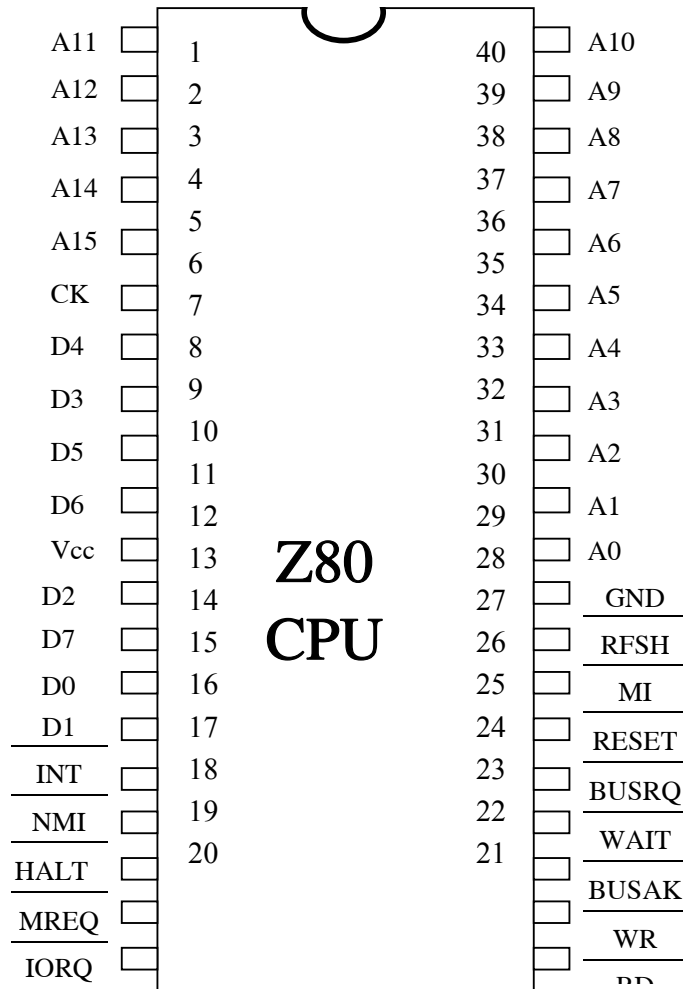 A11 1 40 A10
A12 2 39 A9
A13 3 38 A8
A14 4 37 A7
A15 5 36 A6
CK 6 35 A5
D4 7 34 A4
D3 8 33 A3
D5 9 32 A2
D6 10 31 A1
Vcc 11 30 A0
D2 12 29 GND
D7 13 28 RFSH
D0 14 27 MI
D1 15 26 RESET
INT 16 25 BUSRQ
NMI 17 24 WAIT
HALT 18 23 BUSAK
MREQ 19 22 WR
IORQ 20 21
Z80
CPU